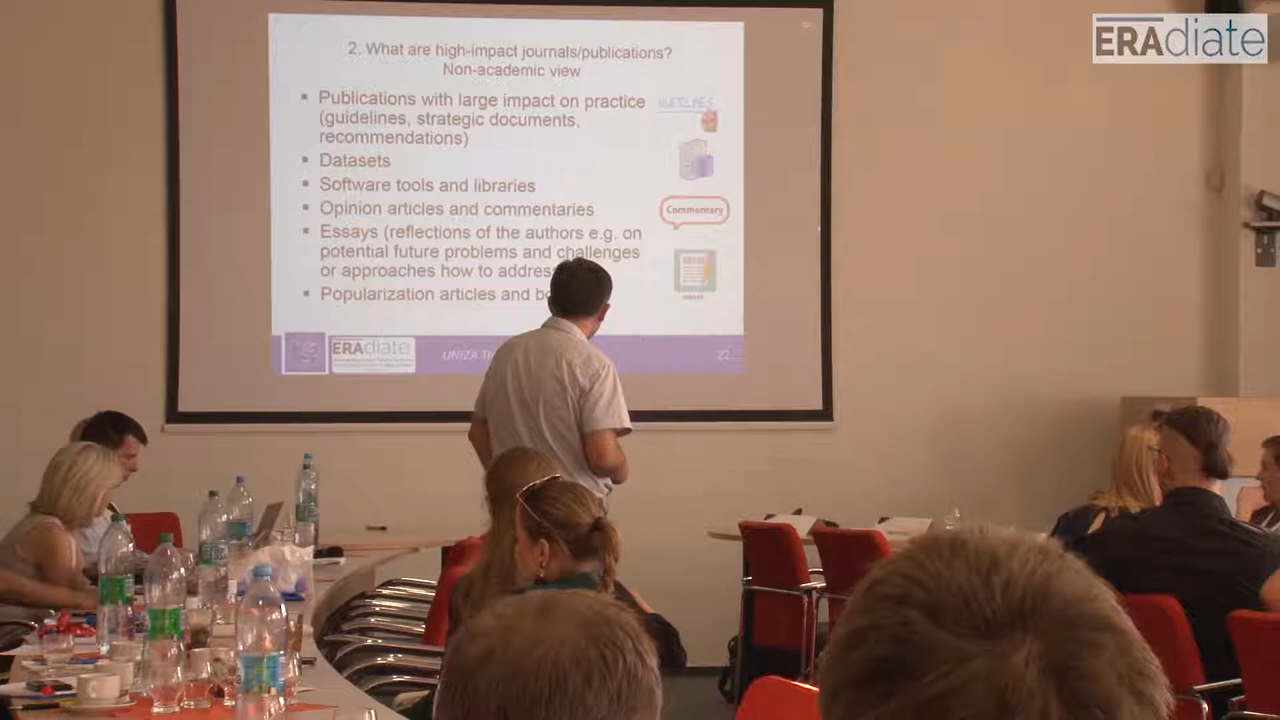 ERAdiate
2. What are high-impact journals/publications?
Non-academic view
▪ Publications with large impact on practice
(guidelines, strategic documents,
recommendations)
▪ Datasets
▪ Software tools and libraries
▪ Opinion articles and commentaries
Commentary
▪ Essays (reflections of the authors e.g. on
potential future problems and challenges
or approaches how to address
▪ Popularization articles and
ERAdiate
UNIZA
22